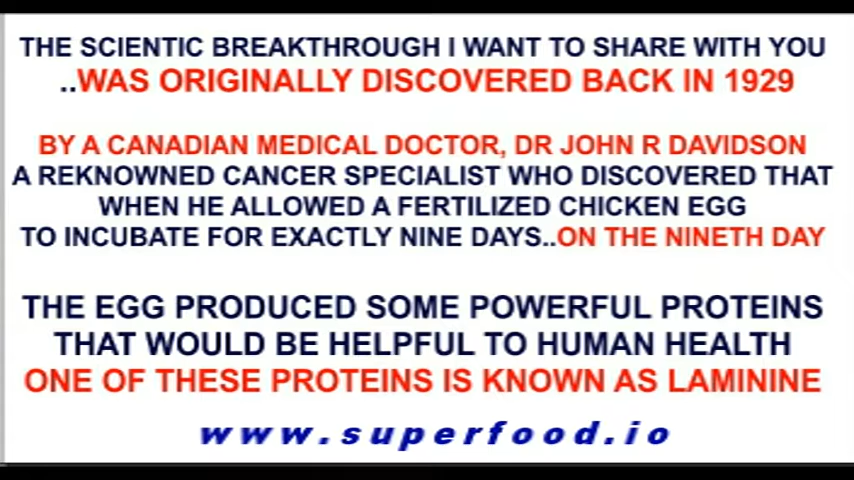 THE SCIENTIC BREAKTHROUGH I WANT TO SHARE WITH YOU
..WAS ORIGINALLY DISCOVERED BACK IN 1929
BY A CANADIAN MEDICAL DOCTOR, DR JOHN R DAVIDSON
A REKNOWNED CANCER SPECIALIST WHO DISCOVERED THAT
WHEN HE ALLOWED A FERTILIZED CHICKEN EGG
TO INCUBATE FOR EXACTLY NINE DAYS..ON THE NINETH DAY
THE EGG PRODUCED SOME POWERFUL PROTEINS
THAT WOULD BE HELPFUL TO HUMAN HEALTH
ONE OF THESE PROTEINS IS KNOWN AS LAMININE
www.superfood.io